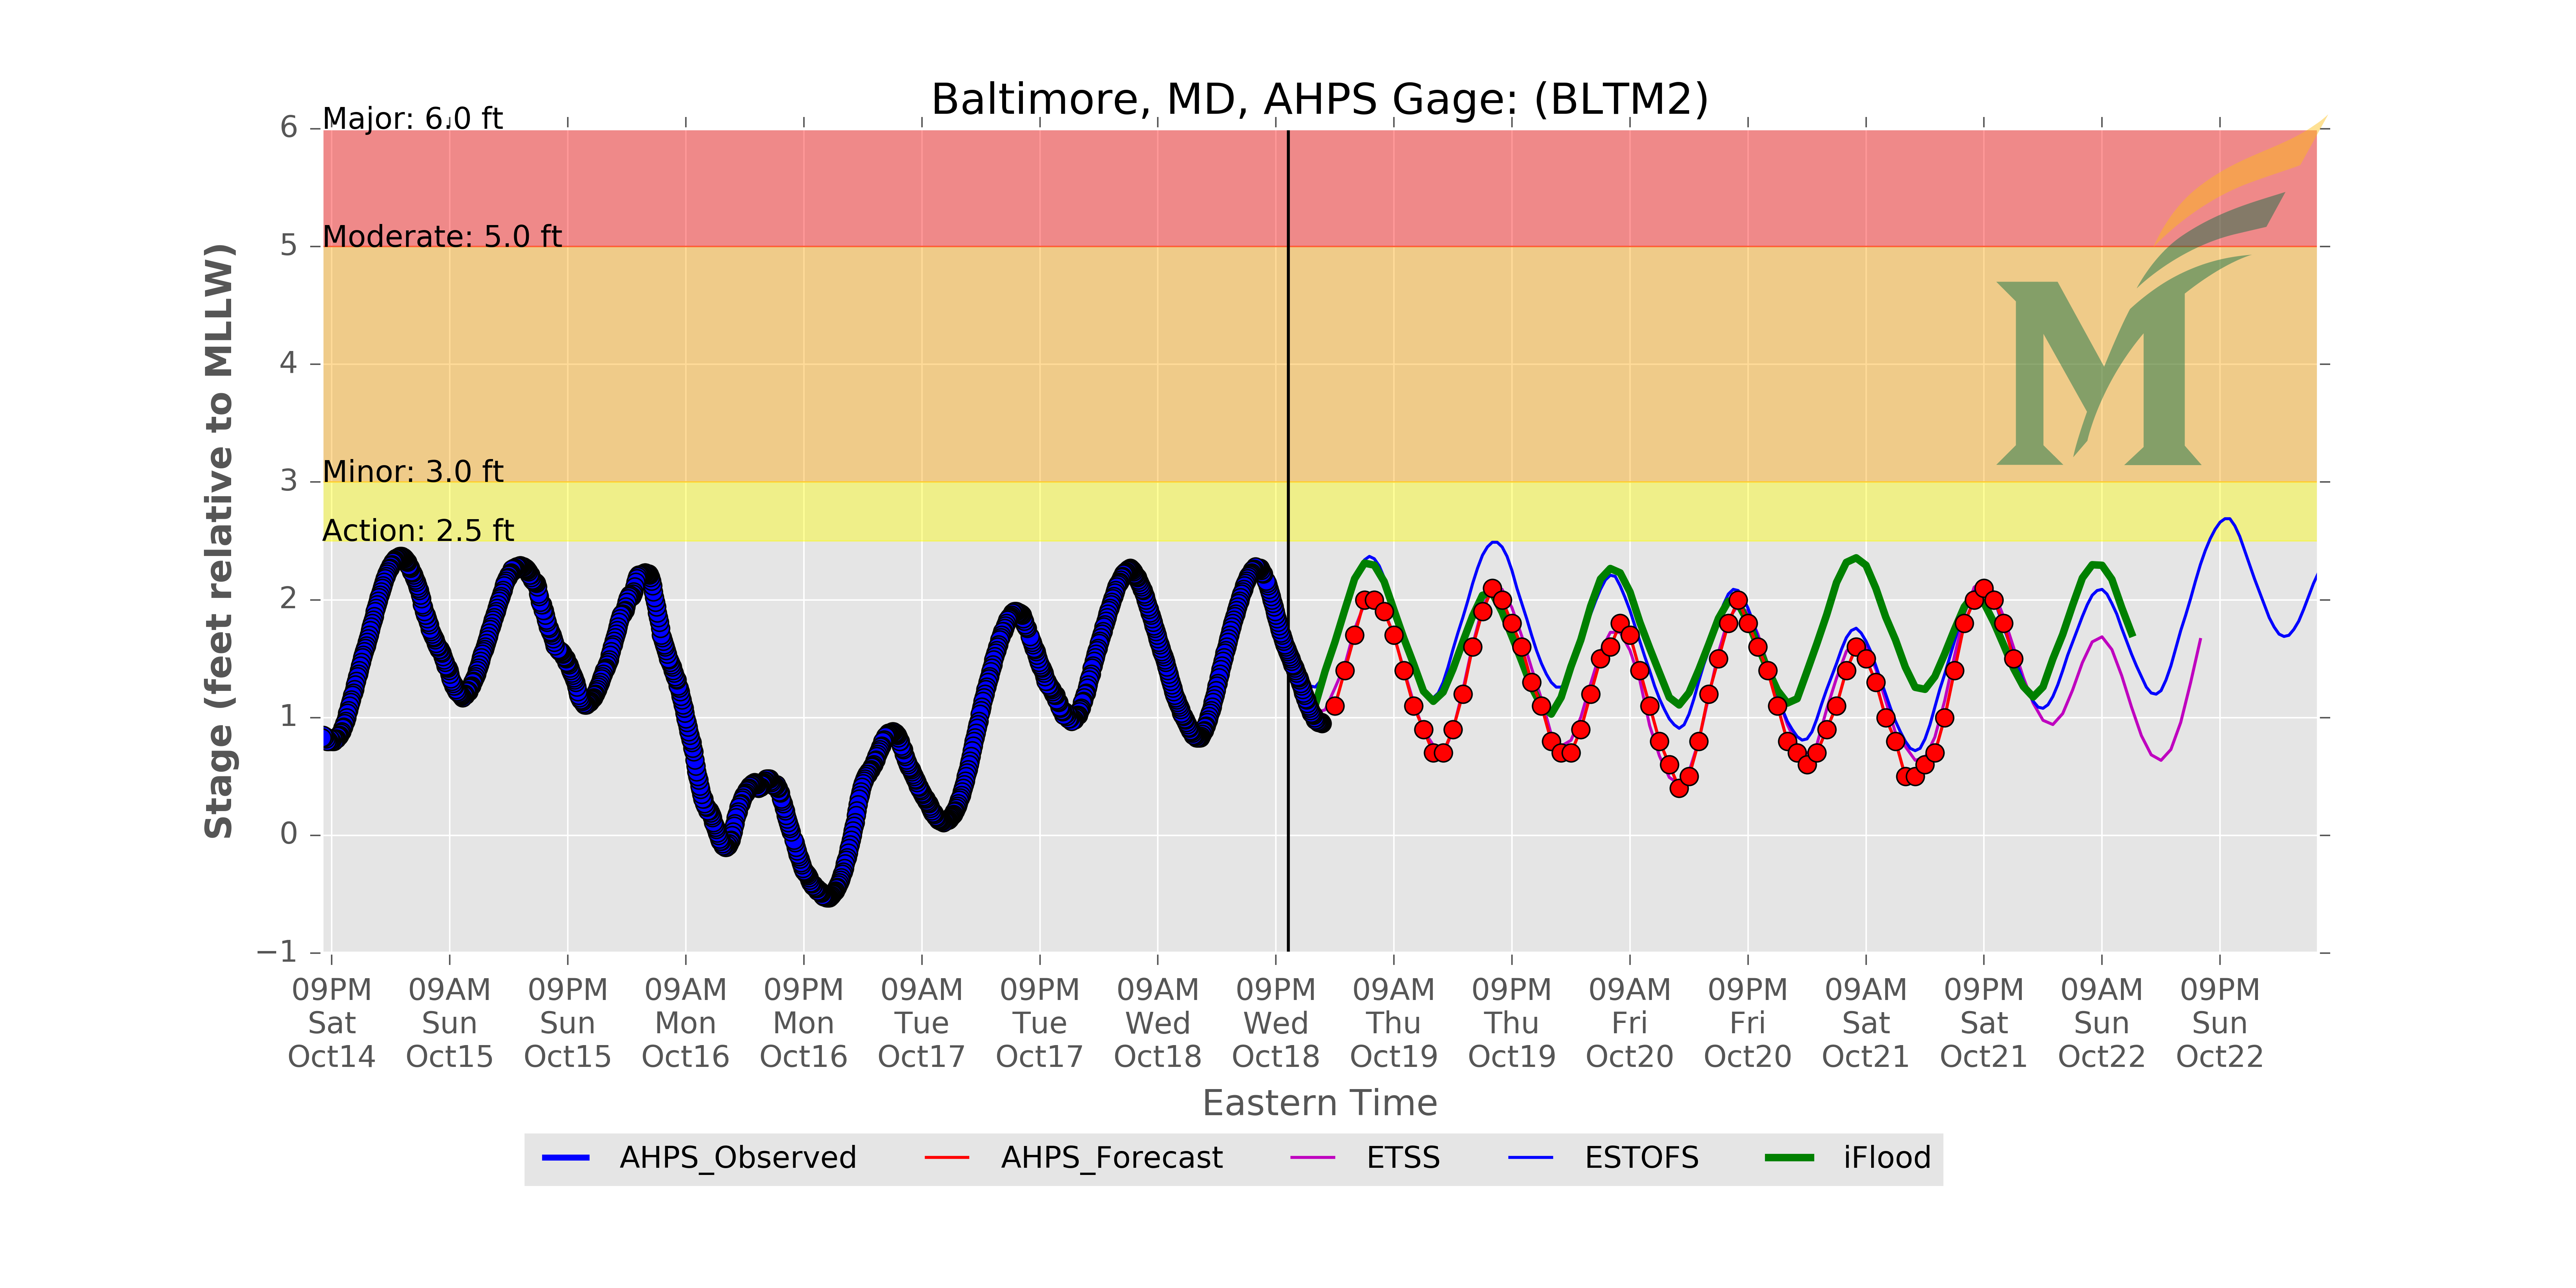 Baltimore, MD, AHPS Gage: (BLTM2)
Major: 6.0 ft
Moderate: 5.0 ft
Minor: 3.0 ft
Action: 2.5 ft
6
5
4
3
2
1
0
−1
Stage (feet relative to MLLW)
M
09PM 09AM 09PM 09AM 09PM 09AM 09PM 09AM 09PM 09AM 09PM 09AM 09PM 09AM 09PM 09AM 09PM
Sat Sun Sun Mon Mon Tue Tue Wed Wed Thu Thu Fri Fri Sat Sat Sun Sun
Oct14 Oct15 Oct15 Oct16 Oct16 Oct17 Oct17 Oct18 Oct18 Oct19 Oct19 Oct20 Oct20 Oct21 Oct21 Oct22 Oct22
Eastern Time
AHPS_Observed AHPS_Forecast ETSS ESTOFS iFlood